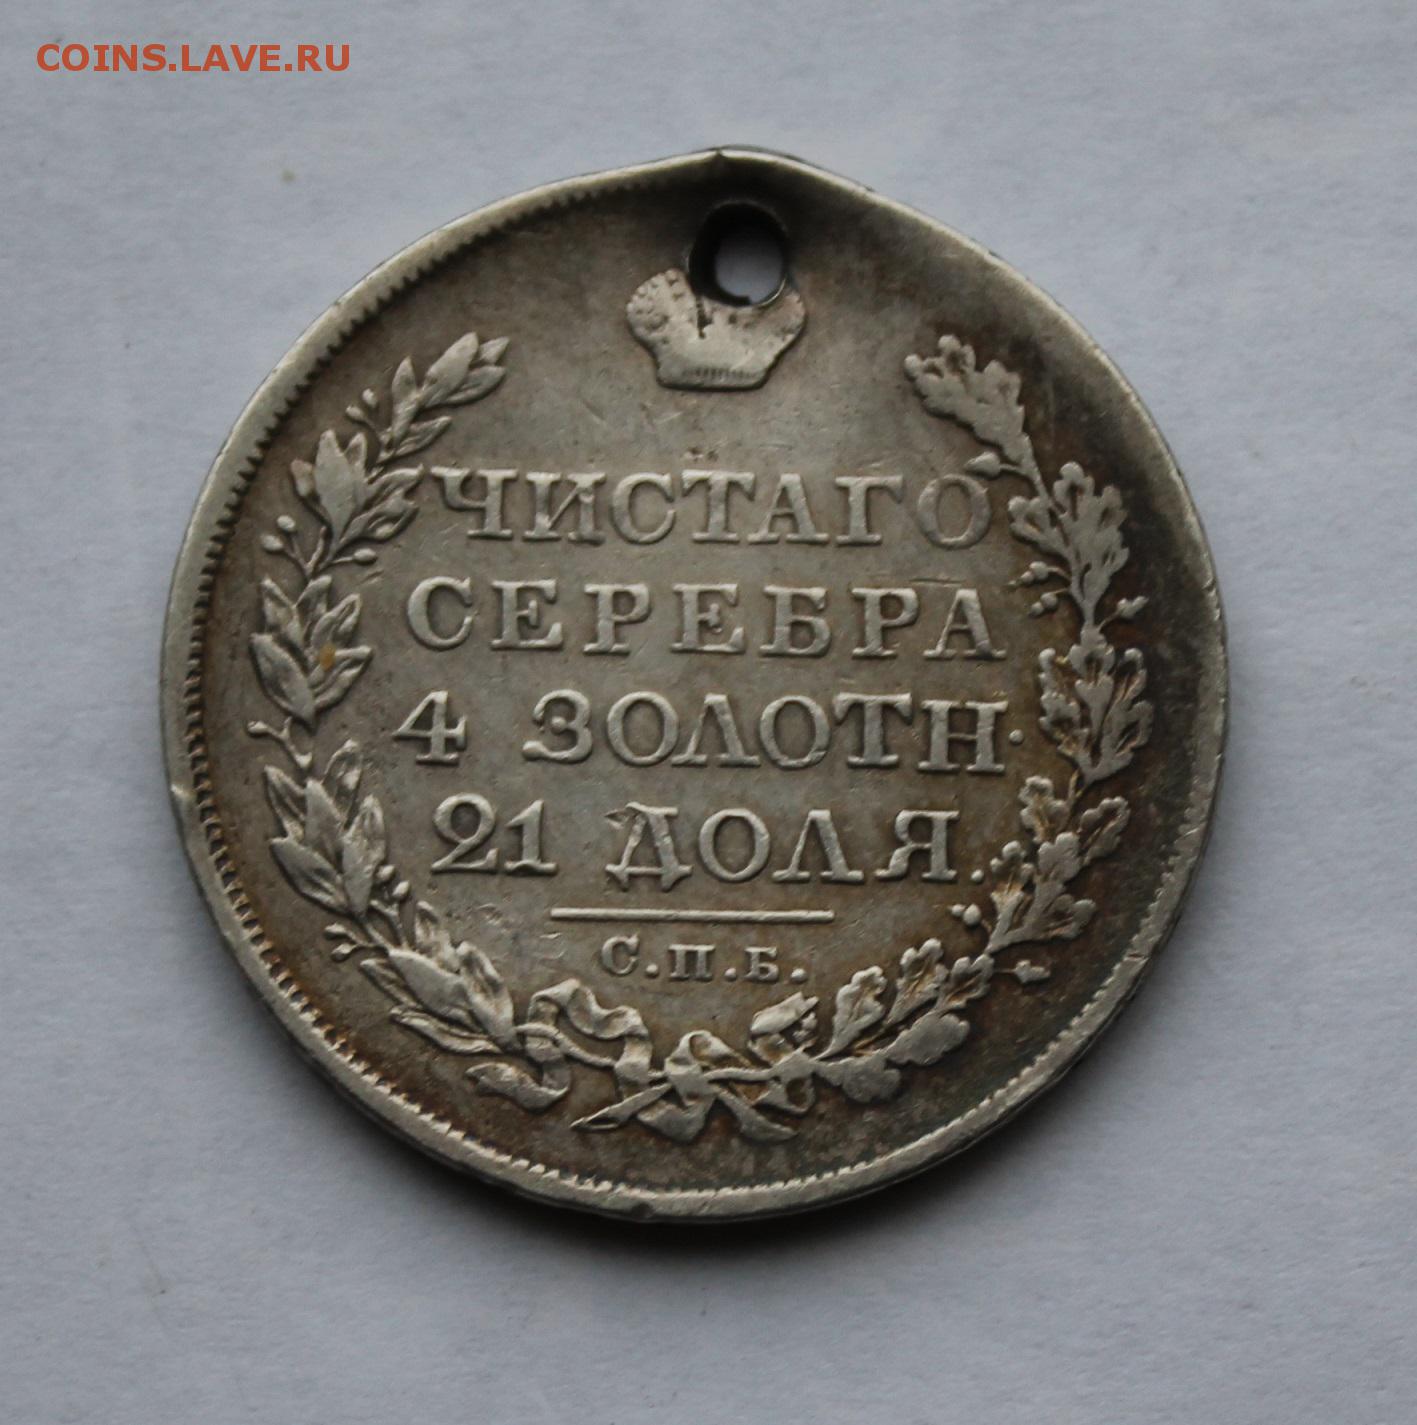 COINS.LAVE.RU
ЧИСТАГО
СЕРЕБРА
4 ЗОЛОТН.
21 ДОЛЯ.
С.П.Б.